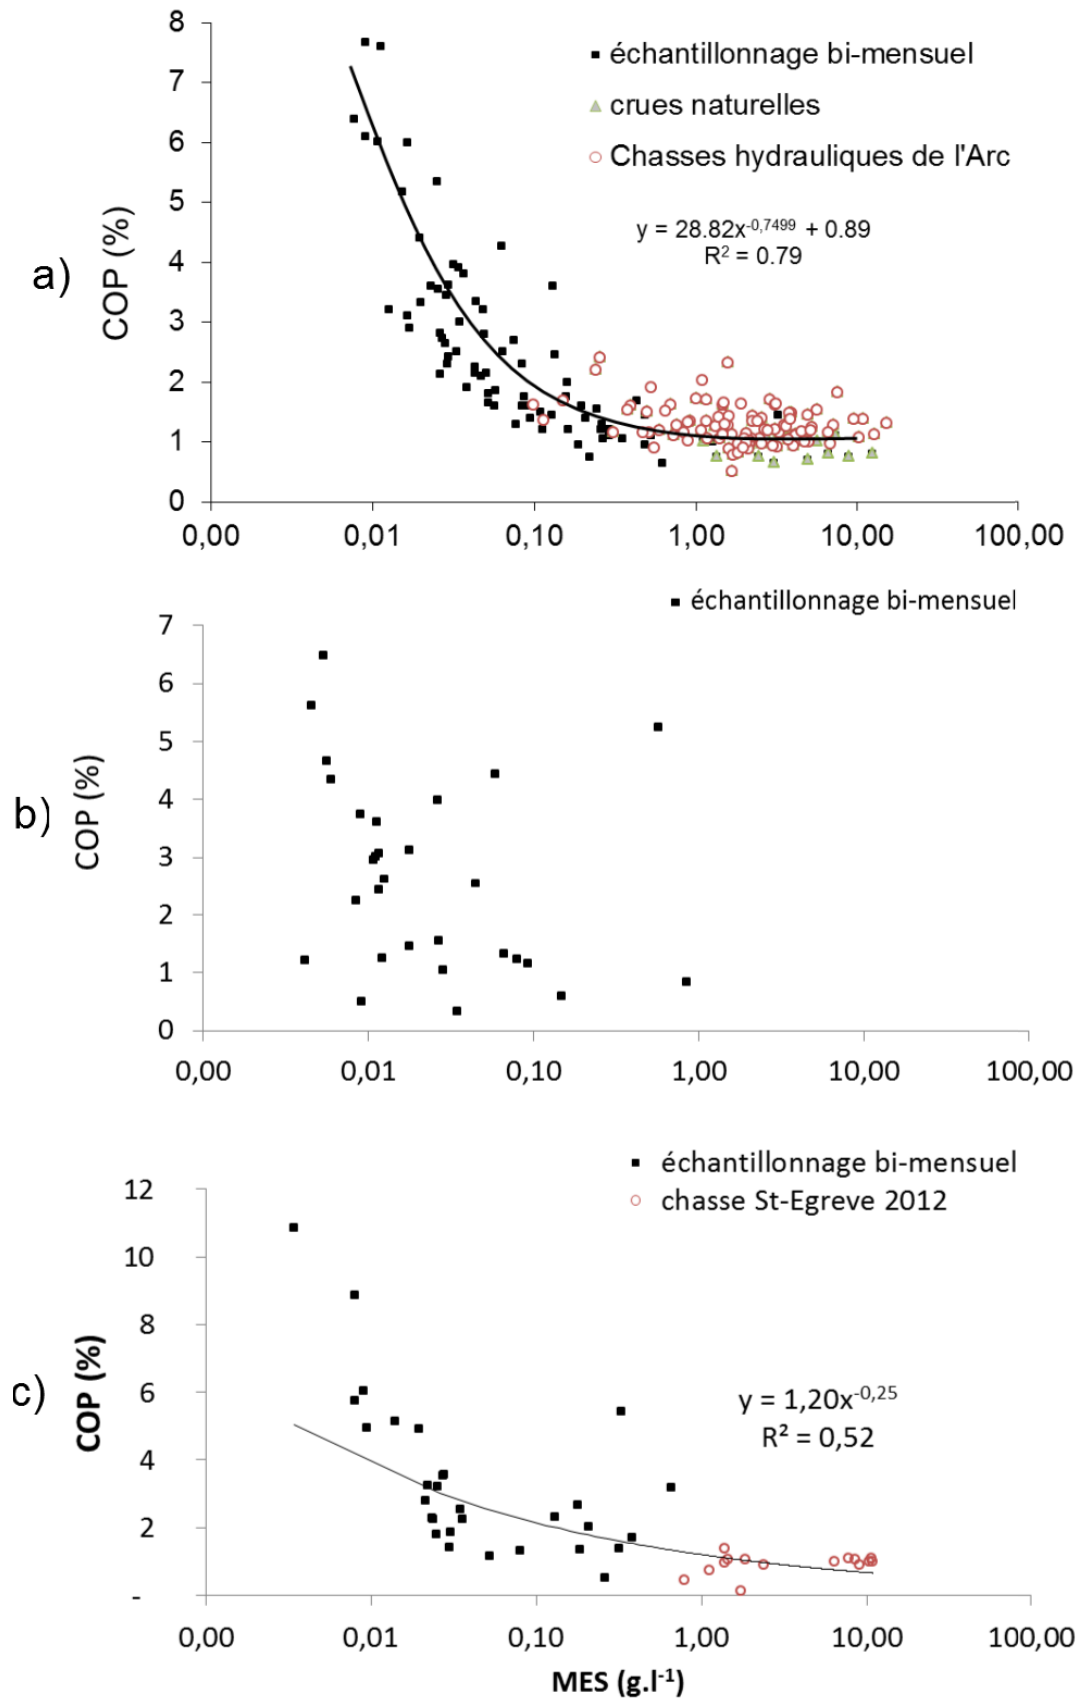 8
7
6
5
4
3
2
1
0
COP (%)
a)
échantillonnage bi-mensuel
crues naturelles
Chasses hydrauliques de l'Arc
y = 28.82x^-0,7499 + 0.89
R² = 0.79
0,00 0,01 0,10 1,00 10,00 100,00
échantillonnage bi-mensuel
7
6
5
4
3
2
1
0
COP (%)
b)
0,00 0,01 0,10 1,00 10,00 100,00
échantillonnage bi-mensuel
chasse St-Egreve 2012
12
10
8
6
4
2
-
COP (%)
c)
y = 1,20x^-0,25
R² = 0,52
0,00 0,01 0,10 1,00 10,00 100,00
MES (g.l⁻¹)